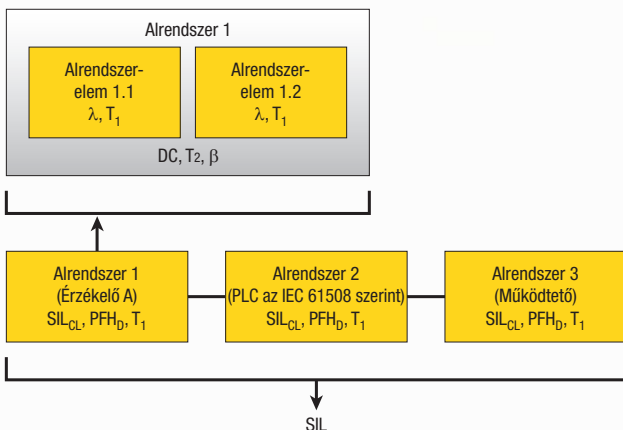 Alrendszer 1
Alrendszer-
elem 1.1
λ, T1
Alrendszer-
elem 1.2
λ, T1
DC, T2, β
Alrendszer 1
(Érzékelő A)
SILCL, PFHD, T1
Alrendszer 2
(PLC az IEC 61508 szerint)
SILCL, PFHD, T1
Alrendszer 3
(Működtető)
SILCL, PFHD, T1
SIL